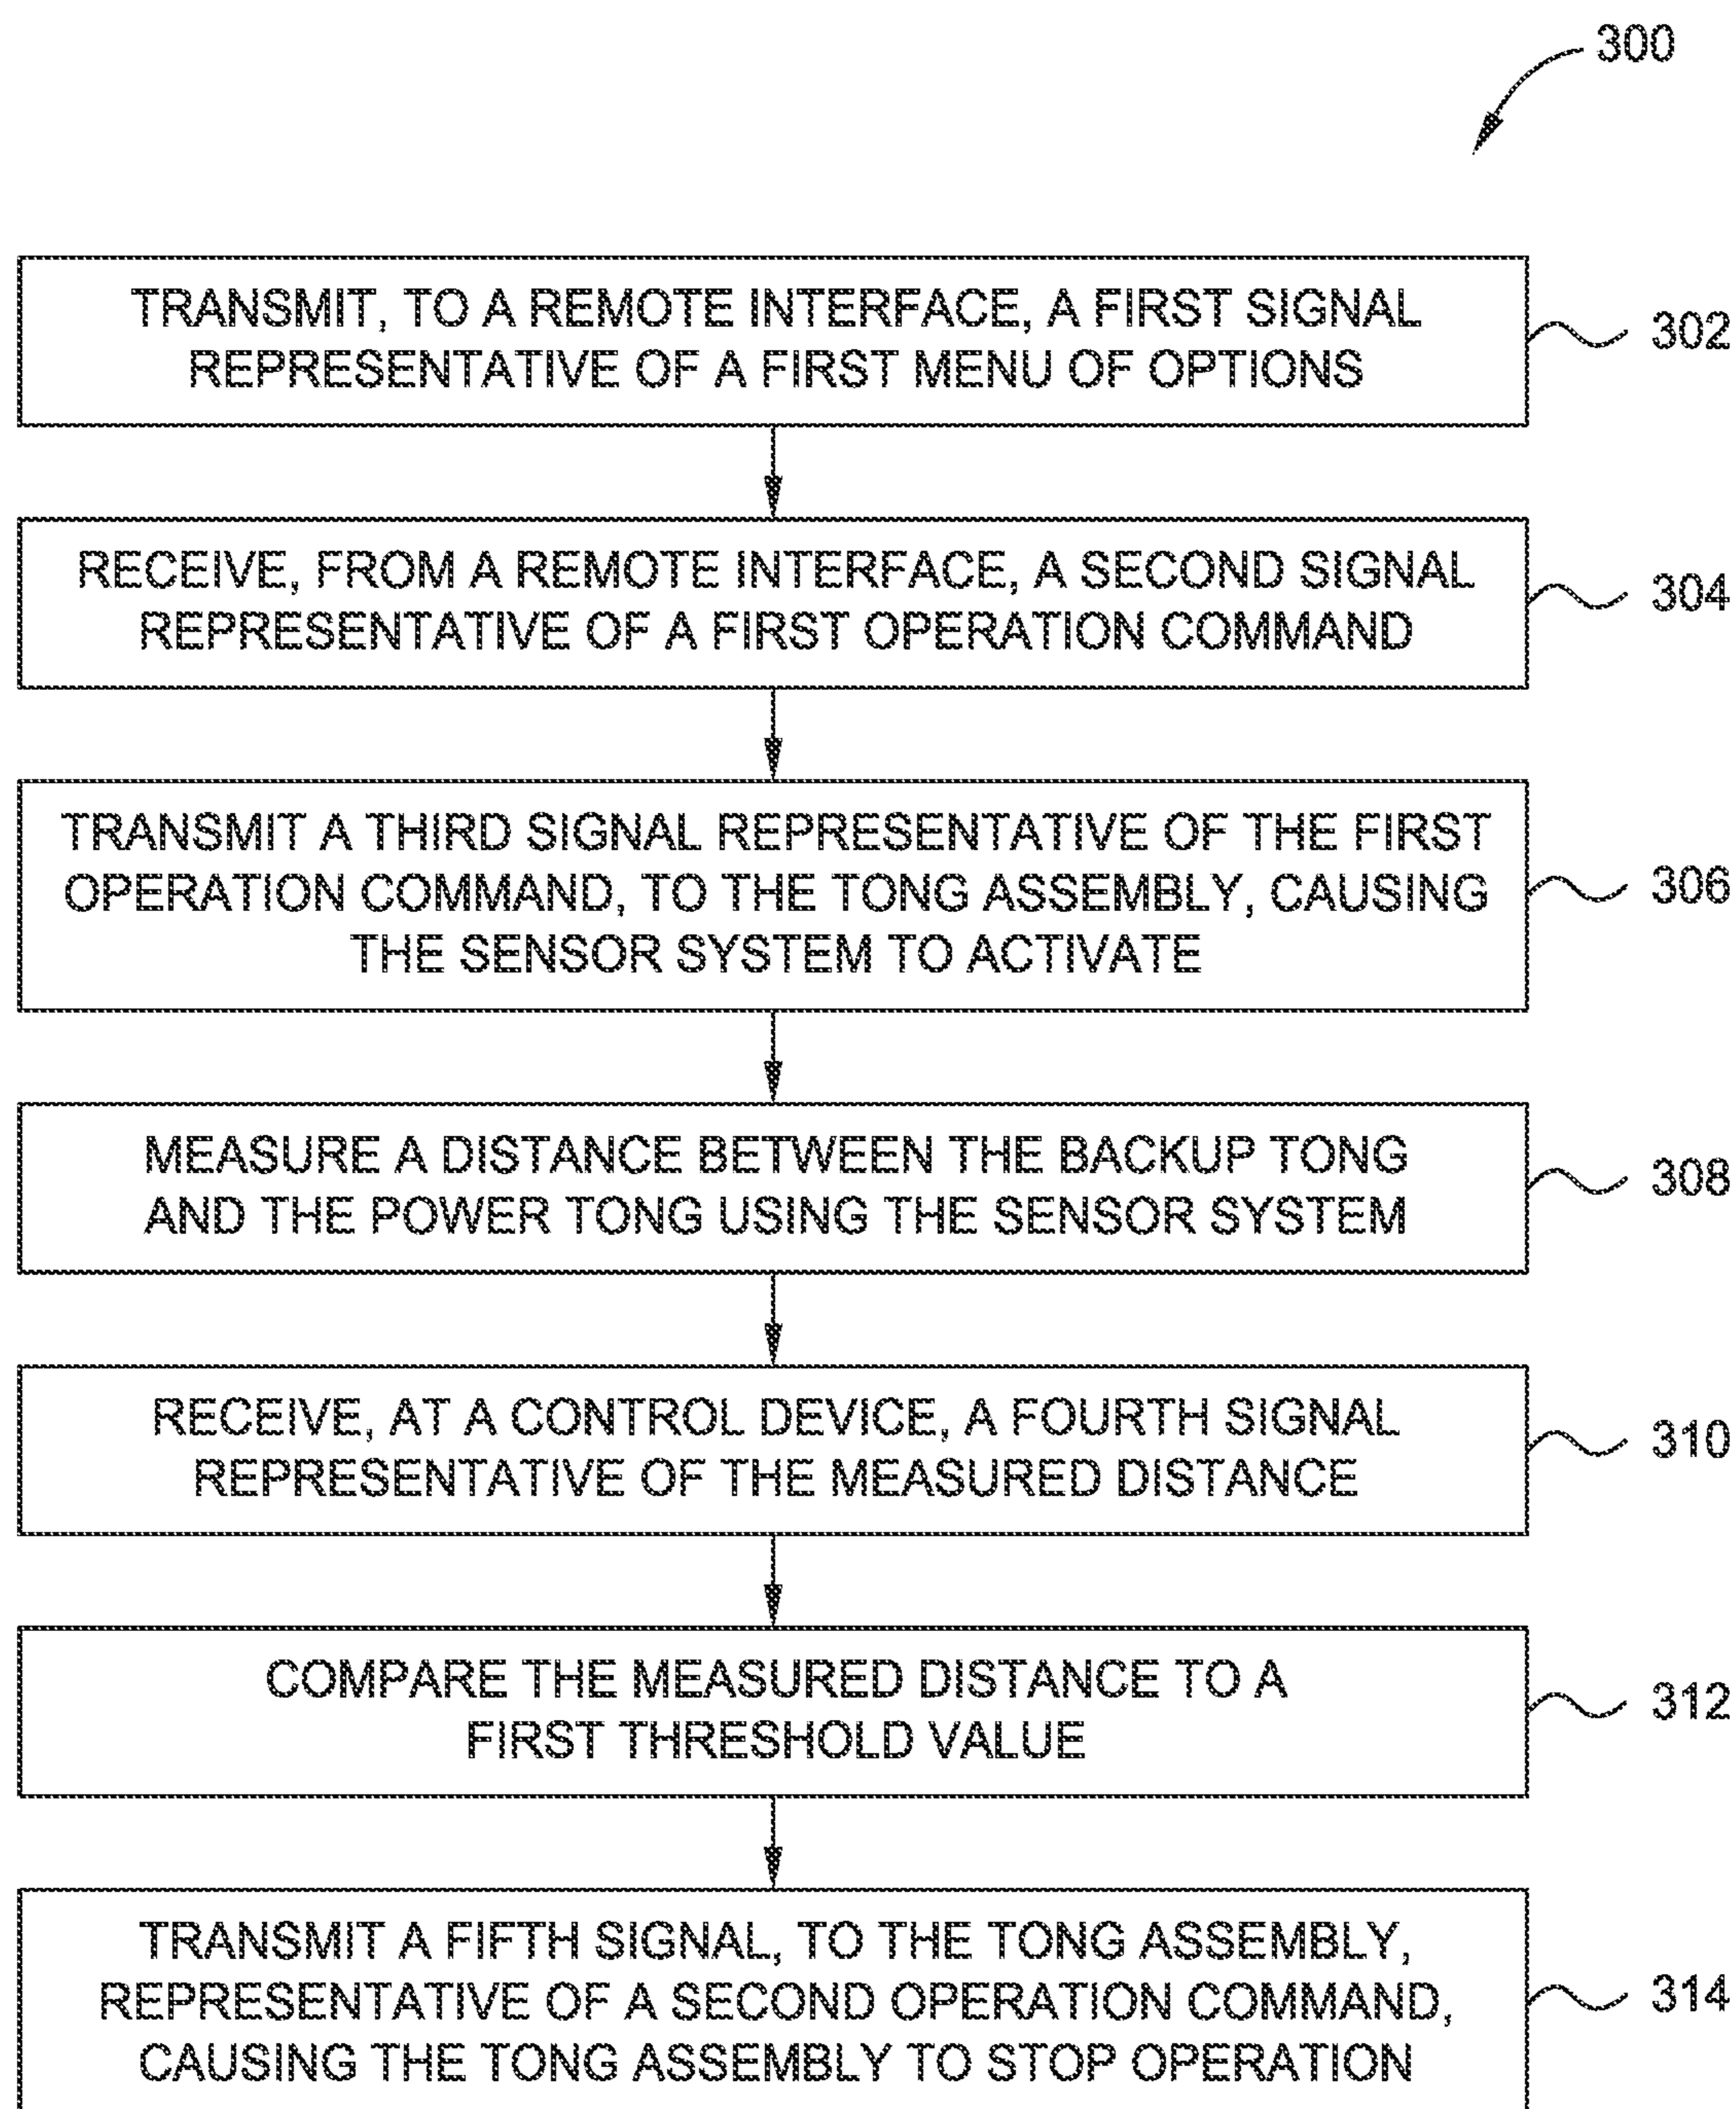 300
TRANSMIT, TO A REMOTE INTERFACE, A FIRST SIGNAL
REPRESENTATIVE OF A FIRST MENU OF OPTIONS
302
RECEIVE, FROM A REMOTE INTERFACE, A SECOND SIGNAL
REPRESENTATIVE OF A FIRST OPERATION COMMAND
304
TRANSMIT A THIRD SIGNAL REPRESENTATIVE OF THE FIRST
OPERATION COMMAND, TO THE TONG ASSEMBLY, CAUSING
THE SENSOR SYSTEM TO ACTIVATE
306
MEASURE A DISTANCE BETWEEN THE BACKUP TONG
AND THE POWER TONG USING THE SENSOR SYSTEM
308
RECEIVE, AT A CONTROL DEVICE, A FOURTH SIGNAL
REPRESENTATIVE OF THE MEASURED DISTANCE
310
COMPARE THE MEASURED DISTANCE TO A
FIRST THRESHOLD VALUE
312
TRANSMIT A FIFTH SIGNAL, TO THE TONG ASSEMBLY,
REPRESENTATIVE OF A SECOND OPERATION COMMAND,
CAUSING THE TONG ASSEMBLY TO STOP OPERATION
314